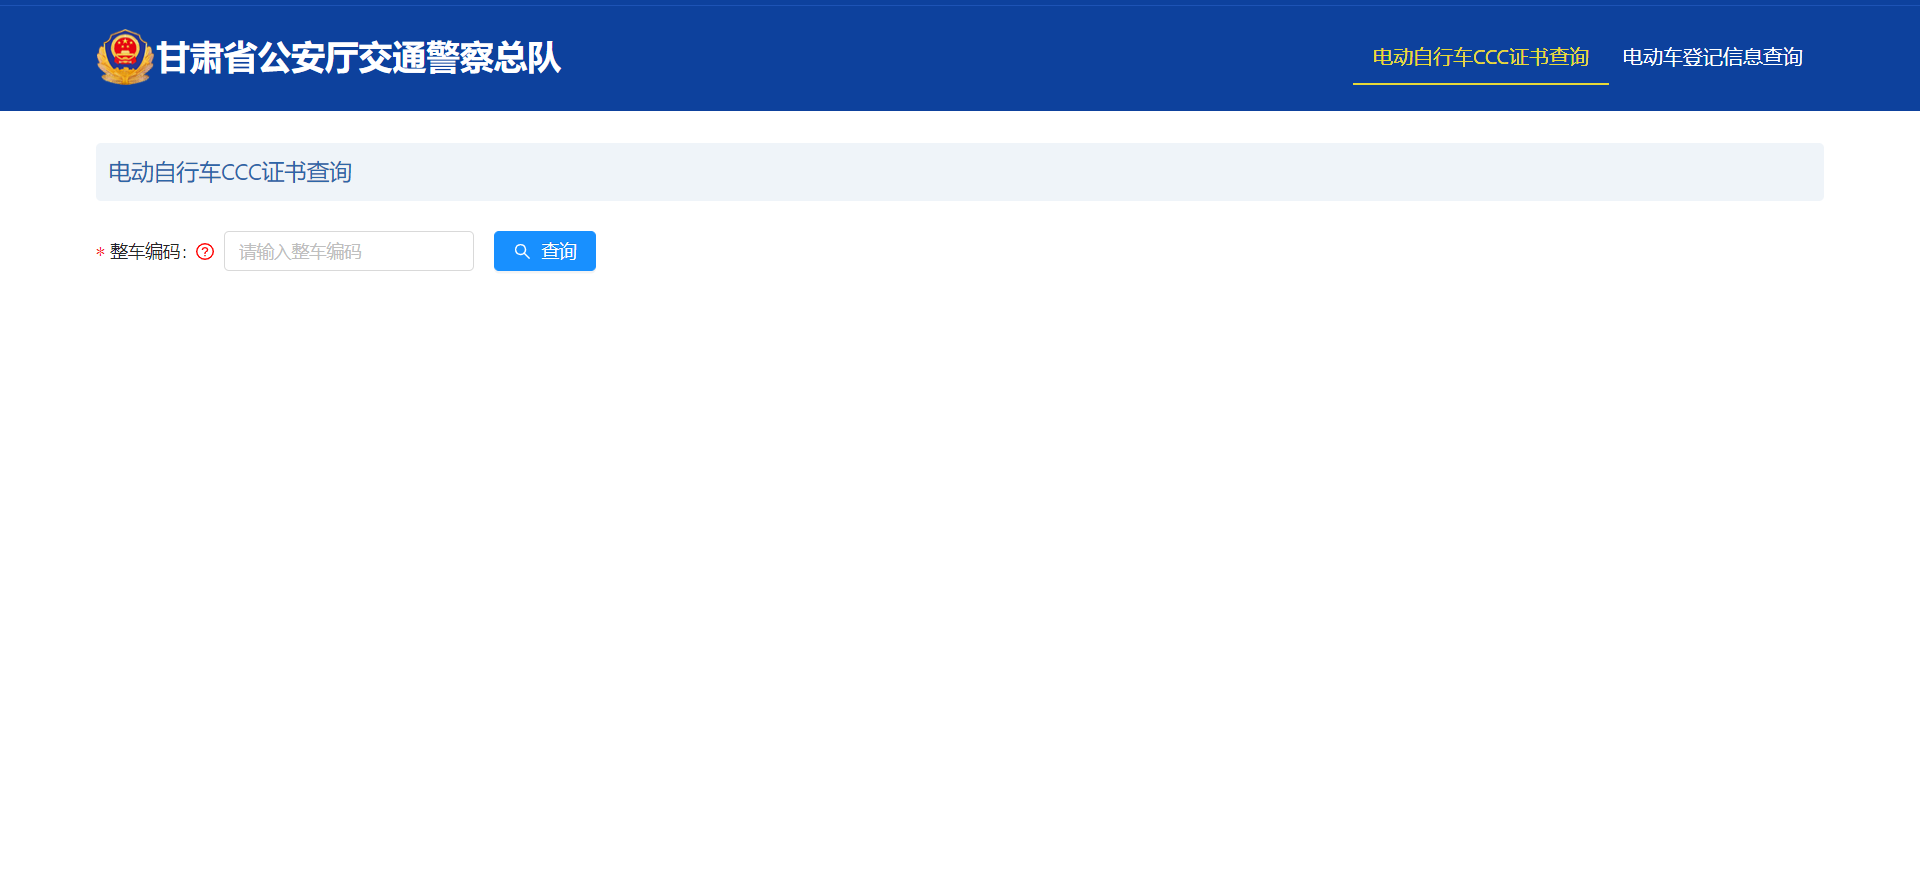 甘肃省公安厅交通警察总队
电动自行车CCC证书查询 电动车登记信息查询
电动自行车CCC证书查询
* 整车编码: ? 请输入整车编码 查询